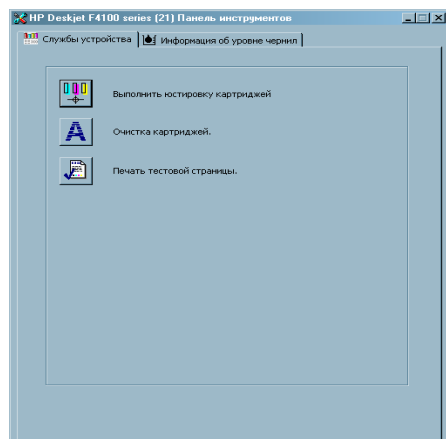 HP Deskjet F4100 series (21) Панель инструментов
Службы устройства
Информация об уровне чернил
Выполнить юстировку картриджей
Очистка картриджей.
Печать тестовой страницы.